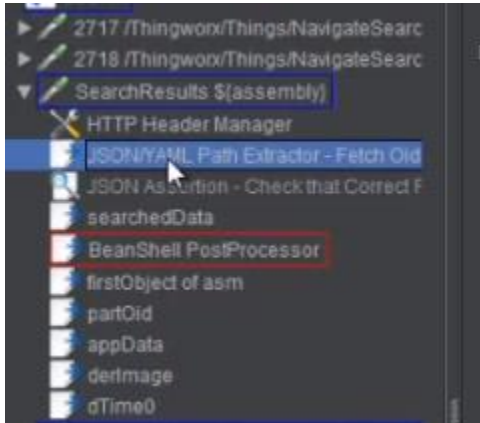 2717 /Thingworx/Things/NavigateSearc
2718 /Thingworx/Things/NavigateSearc
SearchResults ${assembly}
HTTP Header Manager
JSON/YAML Path Extractor - Fetch Oid
JSON Assertion - Check that Correct F
searchedData
BeanShell PostProcessor
firstObject of asm
partOid
appData
derImage
dTime0